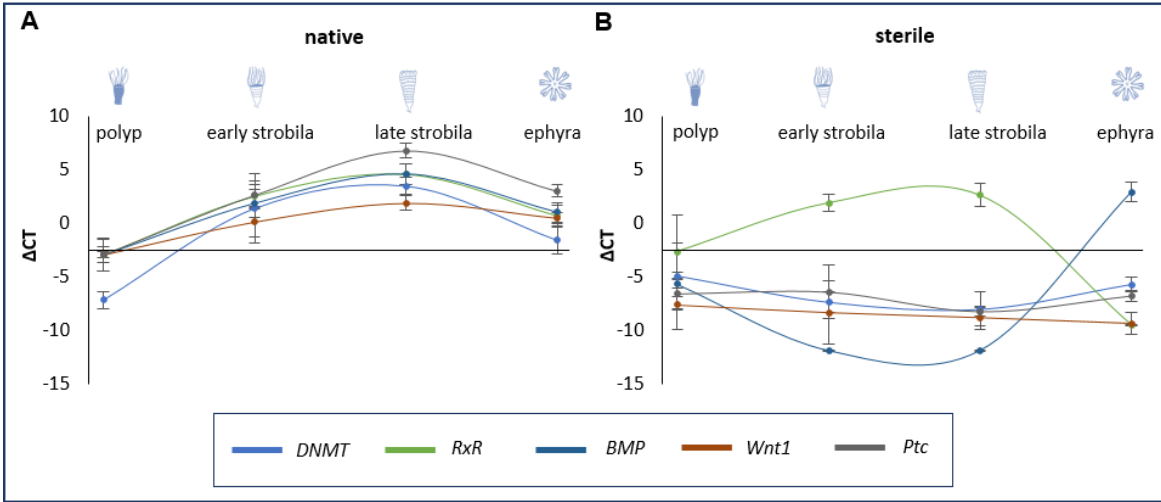 A
native
polyp
early strobila
late strobila
ephyra
10
5
0
-5
-10
-15
ΔCT
B
sterile
polyp
early strobila
late strobila
ephyra
10
5
0
-5
-10
-15
ΔCT
DNMT
RxR
BMP
Wnt1
Ptc